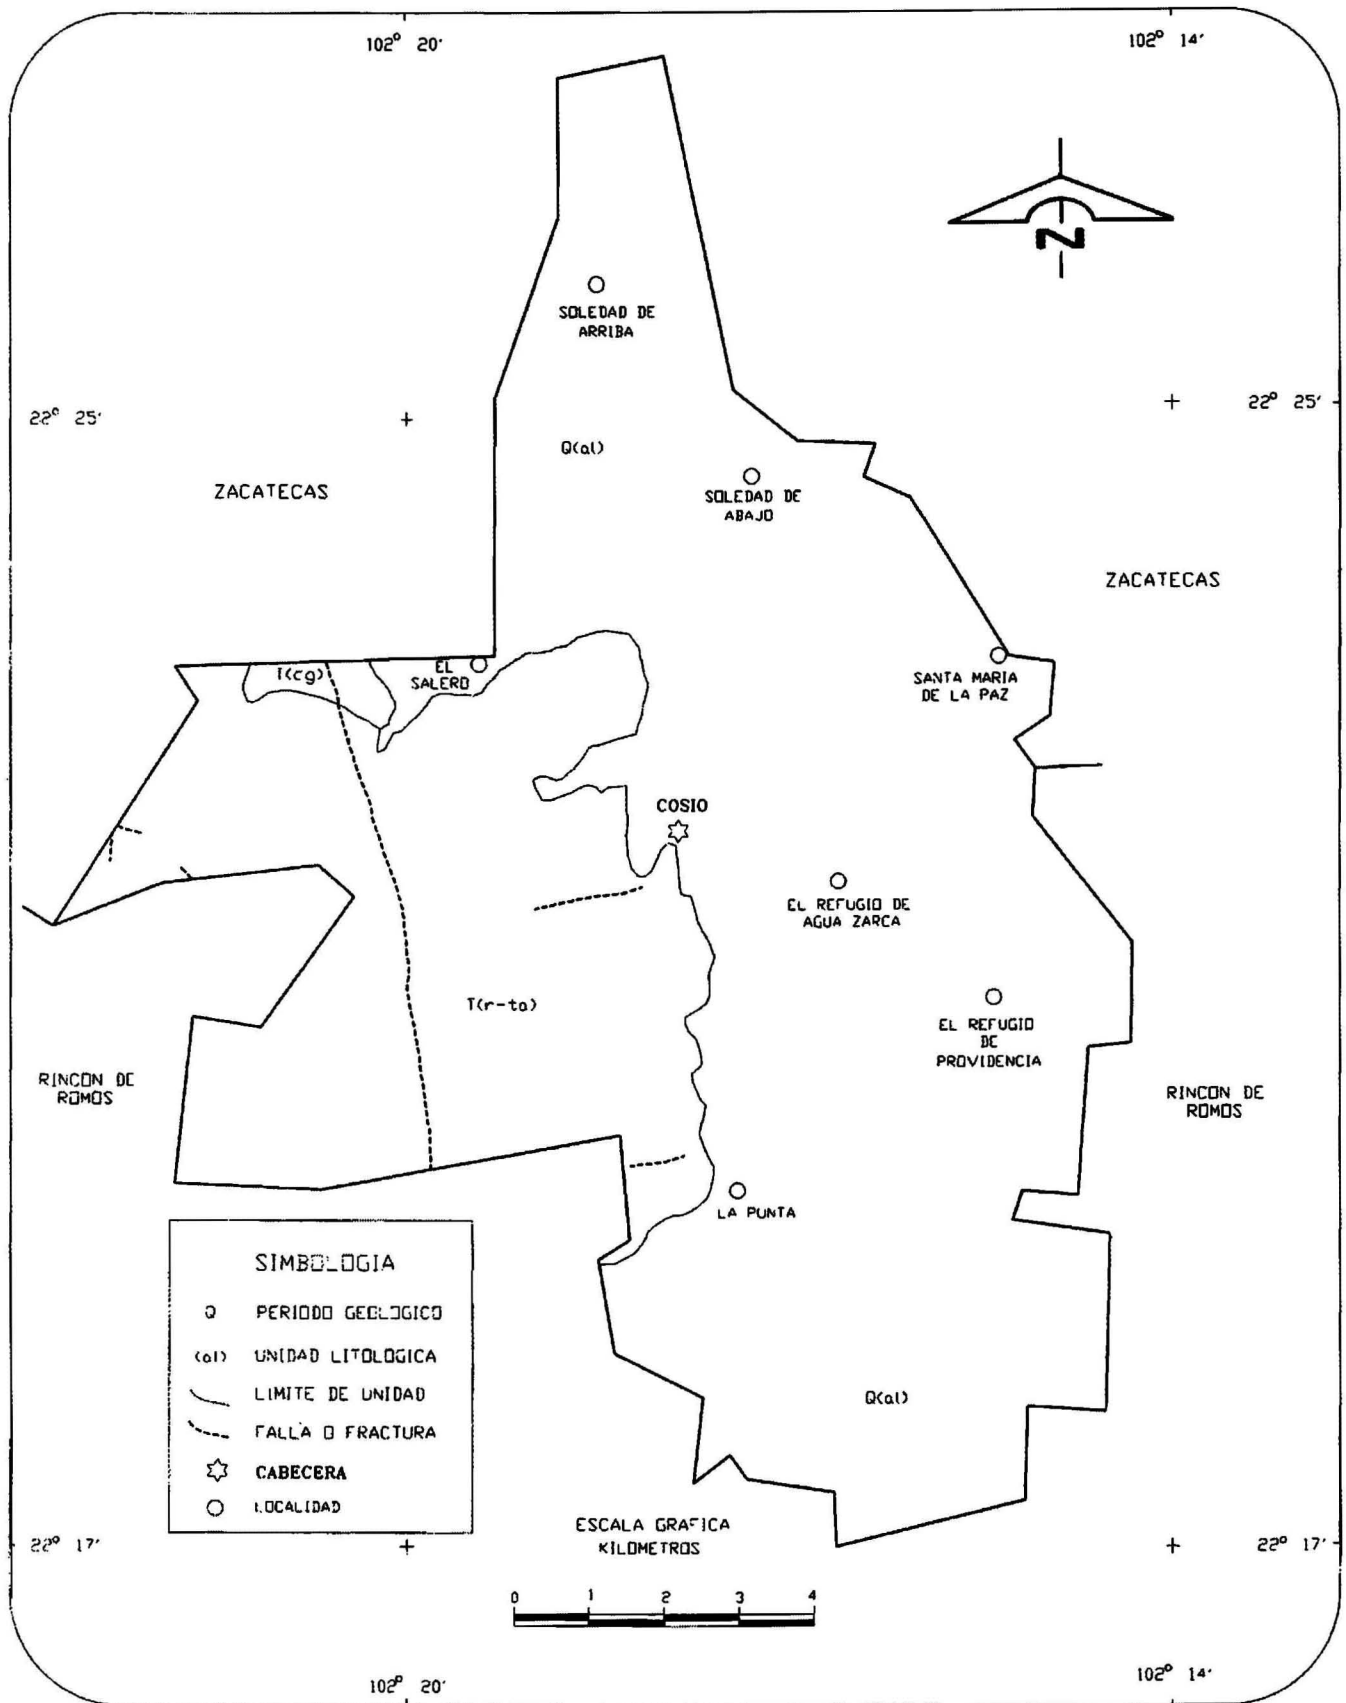 102° 20'
102° 14'
N
SOLEDAD DE
ARRIBA
22° 25'
22° 25'
Q(al)
ZACATECAS
SOLEDAD DE
ABAJO
ZACATECAS
T(cg)
EL
SALERO
SANTA MARIA
DE LA PAZ
COSIO
EL REFUGIO DE
AGUA ZARCA
T(r-ta)
EL REFUGIO
DE
PROVIDENCIA
RINCON DE
ROMOS
RINCON DE
ROMOS
LA PUNTA
SIMBOLOGIA
Q PERIODO GEOLOGICO
(al) UNIDAD LITOLOGICA
LIMITE DE UNIDAD
FALLA O FRACTURA
CABECERA
LOCALIDAD
Q(al)
ESCALA GRAFICA
KILOMETROS
22° 17'
22° 17'
0 1 2 3 4
102° 20'
102° 14'